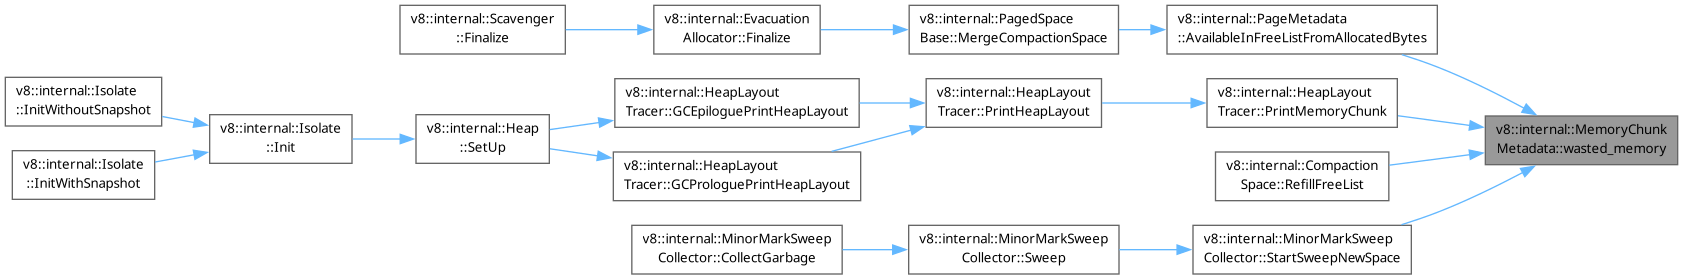 v8::internal::Scavenger
::Finalize
v8::internal::Evacuation
Allocator::Finalize
v8::internal::PagedSpace
Base::MergeCompactionSpace
v8::internal::PageMetadata
::AvailableInFreeListFromAllocatedBytes
v8::internal::Isolate
::InitWithoutSnapshot
v8::internal::Isolate
::InitWithSnapshot
v8::internal::Isolate
::Init
v8::internal::Heap
::SetUp
v8::internal::HeapLayout
Tracer::GCEpiloguePrintHeapLayout
v8::internal::HeapLayout
Tracer::GCProloguePrintHeapLayout
v8::internal::HeapLayout
Tracer::PrintHeapLayout
v8::internal::HeapLayout
Tracer::PrintMemoryChunk
v8::internal::MemoryChunk
Metadata::wasted_memory
v8::internal::Compaction
Space::RefillFreeList
v8::internal::MinorMarkSweep
Collector::CollectGarbage
v8::internal::MinorMarkSweep
Collector::Sweep
v8::internal::MinorMarkSweep
Collector::StartSweepNewSpace